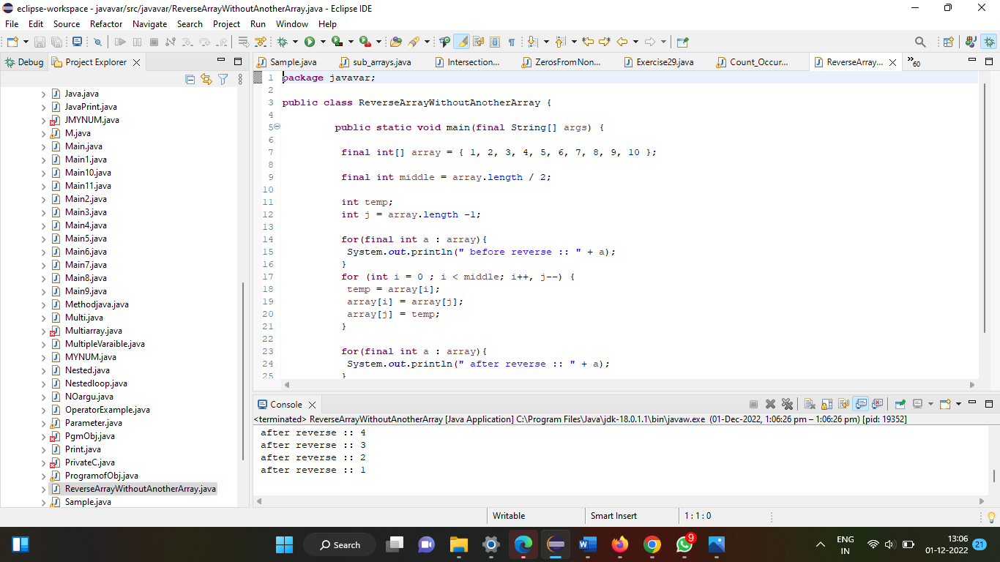 eclipse-workspace - javavar/src/javavar/ReverseArrayWithoutAnotherArray.java - Eclipse IDE
File Edit Source Refactor Navigate Search Project Run Window Help
Debug Project Explorer
Java.java
JavaPrint.java
JMYNUM.java
M.java
Main.java
Main1.java
Main10.java
Main11.java
Main2.java
Main3.java
Main4.java
Main5.java
Main6.java
Main7.java
Main8.java
Main9.java
Methodjava.java
Multi.java
Multiarray.java
MultipleVaraible.java
MYNUM.java
Nested.java
Nestedloop.java
NOargu.java
OperatorExample.java
Parameter.java
PgmObj.java
Print.java
PrivateC.java
ProgramofObj.java
ReverseArrayWithoutAnotherArray.java
Sample.java
Sample.java sub_arrays.java Intersection... ZerosFromNon... Exercise29.java Count_Occur... ReverseArray... »60
1 package javavar;
2
3 public class ReverseArrayWithoutAnotherArray {
4
5 public static void main(final String[] args) {
6
7 final int[] array = { 1, 2, 3, 4, 5, 6, 7, 8, 9, 10 };
8
9 final int middle = array.length / 2;
10
11 int temp;
12 int j = array.length -1;
13
14 for(final int a : array){
15 System.out.println(" before reverse :: " + a);
16 }
17 for (int i = 0 ; i < middle; i++, j--) {
18 temp = array[i];
19 array[i] = array[j];
20 array[j] = temp;
21 }
22
23 for(final int a : array){
24 System.out.println(" after reverse :: " + a);
25 }
Console
<terminated> ReverseArrayWithoutAnotherArray [Java Application] C:\Program Files\Java\jdk-18.0.1.1\bin\javaw.exe (01-Dec-2022, 1:06:26 pm – 1:06:26 pm) [pid: 19352]
after reverse :: 4
after reverse :: 3
after reverse :: 2
after reverse :: 1
Writable Smart Insert 1 : 1 : 0
Search 9 ENG 13:06 21
IN 01-12-2022